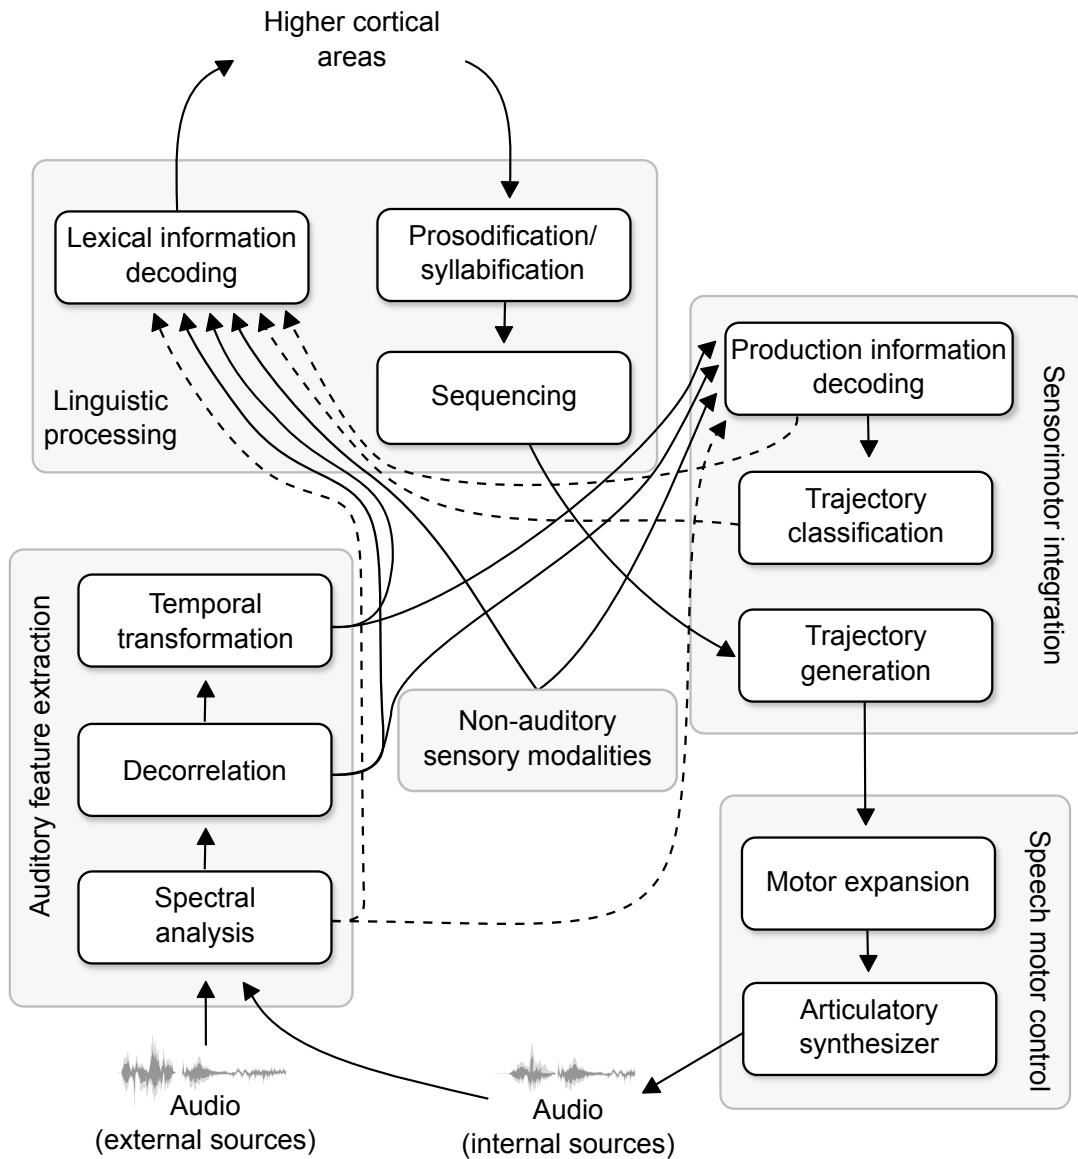 Higher cortical
areas
Lexical information
decoding
Prosodification/
syllabification
Sequencing
Linguistic
processing
Production information
decoding
Trajectory
classification
Trajectory
generation
Sensorimotor integration
Temporal
transformation
Decorrelation
Spectral
analysis
Auditory feature extraction
Non-auditory
sensory modalities
Motor expansion
Articulatory
synthesizer
Speech motor control
Audio
(external sources)
Audio
(internal sources)